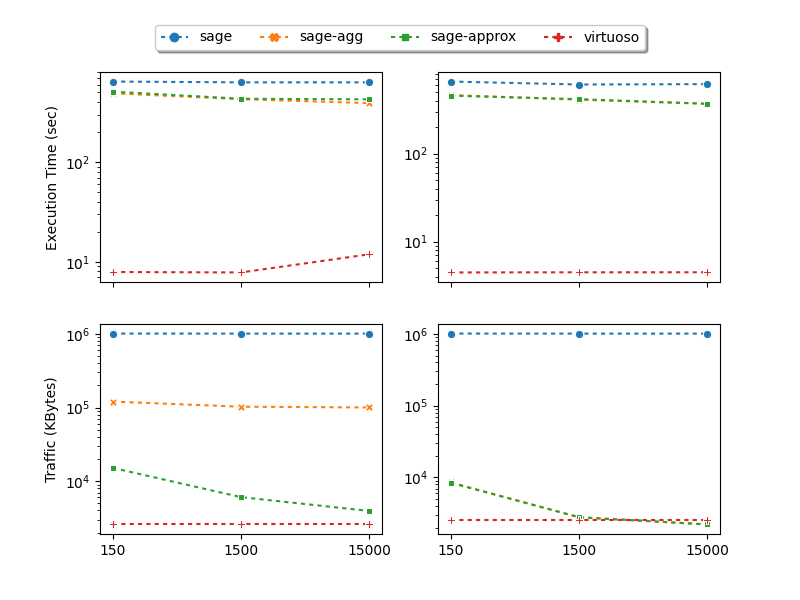 sage sage-agg sage-approx virtuoso
Execution Time (sec)
10²
10¹
10²
10¹
Traffic (KBytes)
10⁶
10⁵
10⁴
150 1500 15000
10⁶
10⁵
10⁴
150 1500 15000